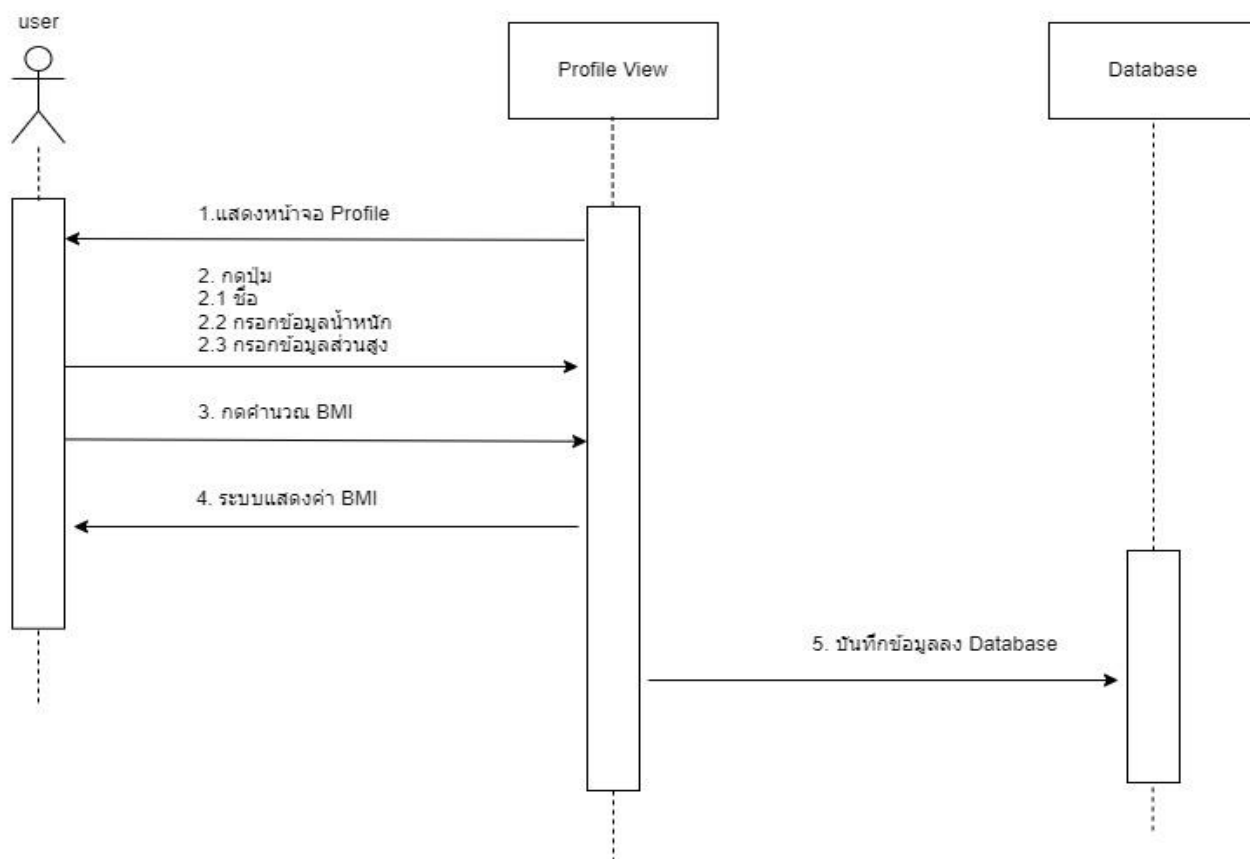 user
Profile View
Database
1.แสดงหน้าจอ Profile
2. กดปุ่ม
2.1 ชื่อ
2.2 กรอกข้อมูลน้ำหนัก
2.3 กรอกข้อมูลส่วนสูง
3. กดคำนวณ BMI
4. ระบบแสดงค่า BMI
5. บันทึกข้อมูลลง Database